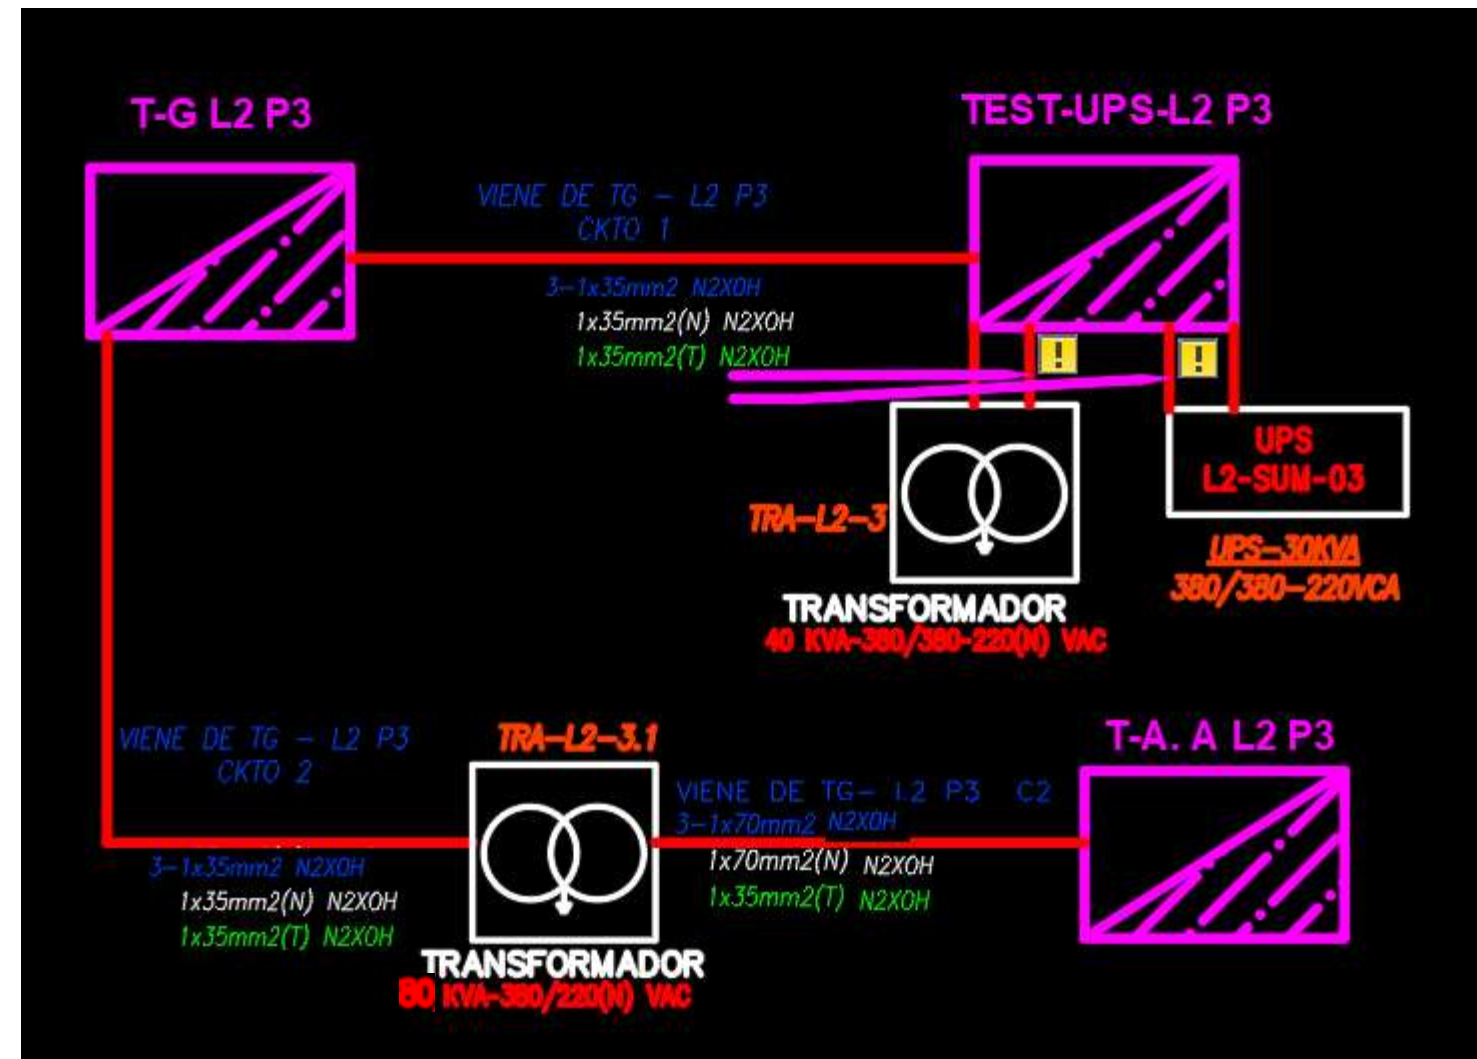 T-G L2 P3
TEST-UPS-L2 P3
VIENE DE TG - L2 P3
CKTO 1
3-1x35mm2 N2XOH
1x35mm2(N) N2XOH
1x35mm2(T) N2XOH
!
!
UPS
L2-SUM-03
TRA-L2-3
UPS-30KVA
380/380-220VCA
TRANSFORMADOR
40 KVA-380/380-220(N) VAC
VIENE DE TG - L2 P3
CKTO 2
TRA-L2-3.1
T-A. A L2 P3
VIENE DE TG- L2 P3 C2
3-1x70mm2 N2XOH
1x70mm2(N) N2XOH
1x35mm2(T) N2XOH
3-1x35mm2 N2XOH
1x35mm2(N) N2XOH
1x35mm2(T) N2XOH
TRANSFORMADOR
80 KVA-380/220(N) VAC